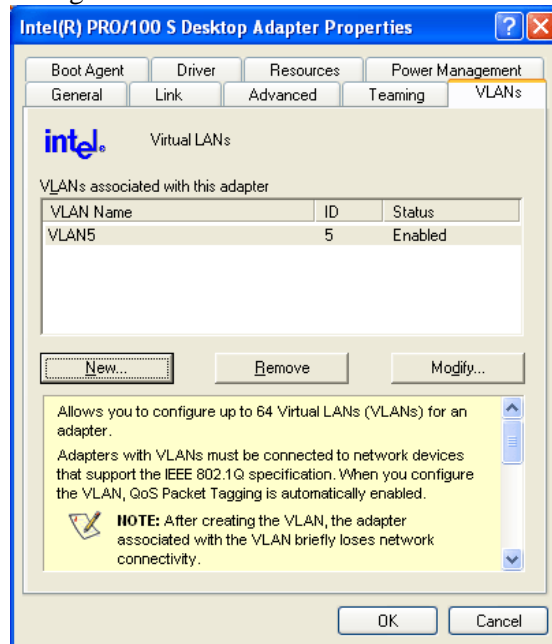 Intel(R) PRO/100 S Desktop Adapter Properties
Boot Agent Driver Resources Power Management
General Link Advanced Teaming VLANs
intel® Virtual LANs
VLANs associated with this adapter
VLAN Name ID Status
VLAN5 5 Enabled
New... Remove Modify...
Allows you to configure up to 64 Virtual LANs (VLANs) for an
adapter.
Adapters with VLANs must be connected to network devices
that support the IEEE 802.1Q specification. When you configure
the VLAN, QoS Packet Tagging is automatically enabled.
NOTE: After creating the VLAN, the adapter
associated with the VLAN briefly loses network
connectivity.
OK Cancel